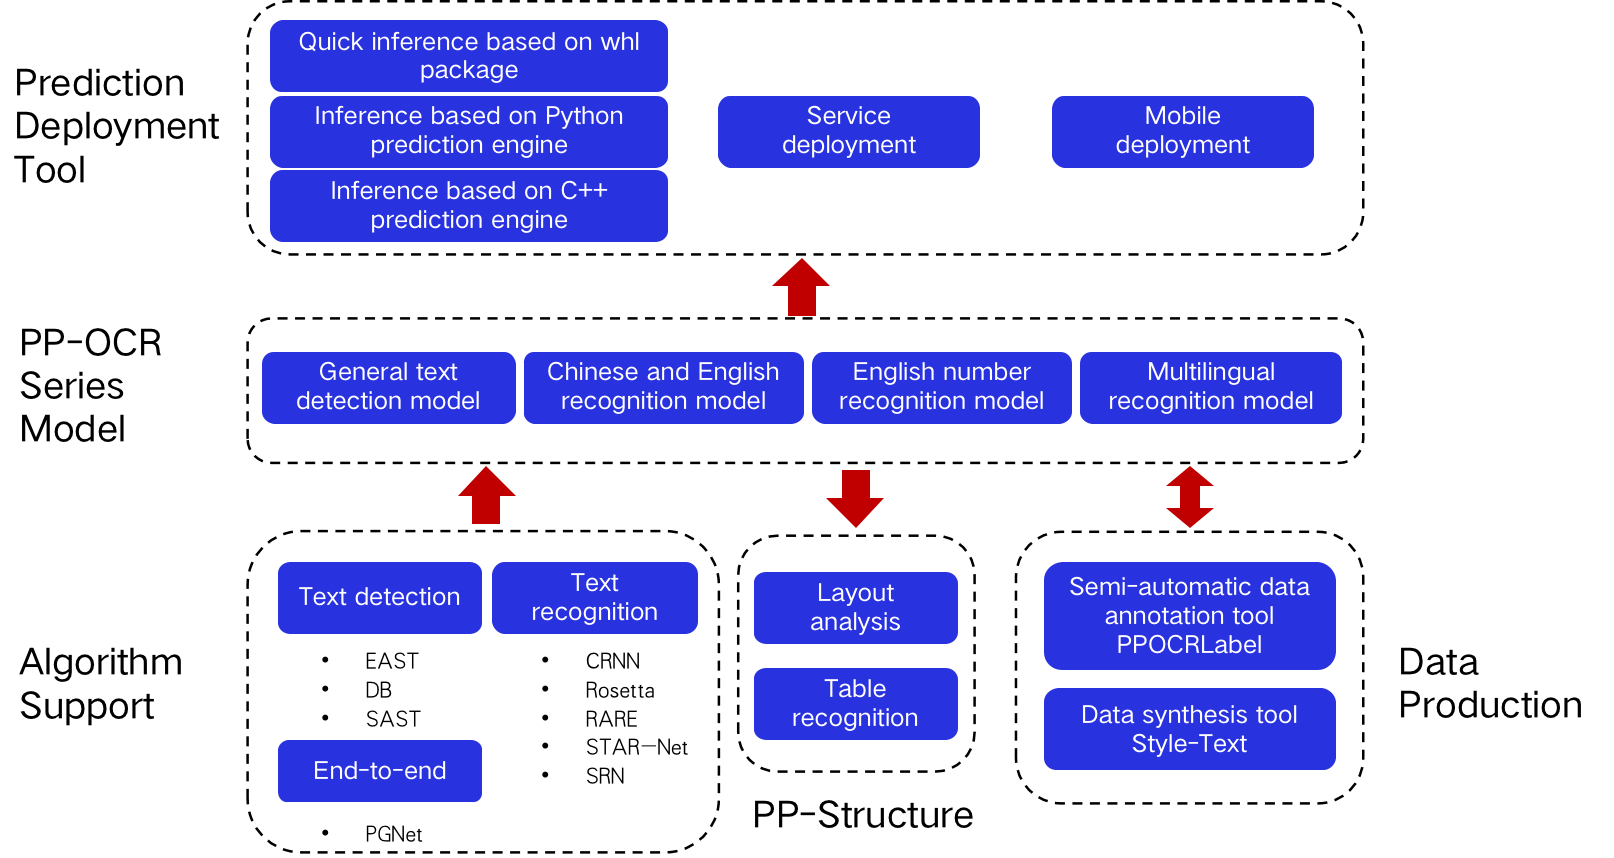 Prediction
Deployment
Tool
Quick inference based on whl
package
Inference based on Python
prediction engine
Inference based on C++
prediction engine
Service
deployment
Mobile
deployment
PP-OCR
Series
Model
General text
detection model
Chinese and English
recognition model
English number
recognition model
Multilingual
recognition model
Algorithm
Support
Text detection
• EAST
• DB
• SAST
End-to-end
• PGNet
Text
recognition
• CRNN
• Rosetta
• RARE
• STAR-Net
• SRN
Layout
analysis
Table
recognition
PP-Structure
Semi-automatic data
annotation tool
PPOCRLabel
Data synthesis tool
Style-Text
Data
Production